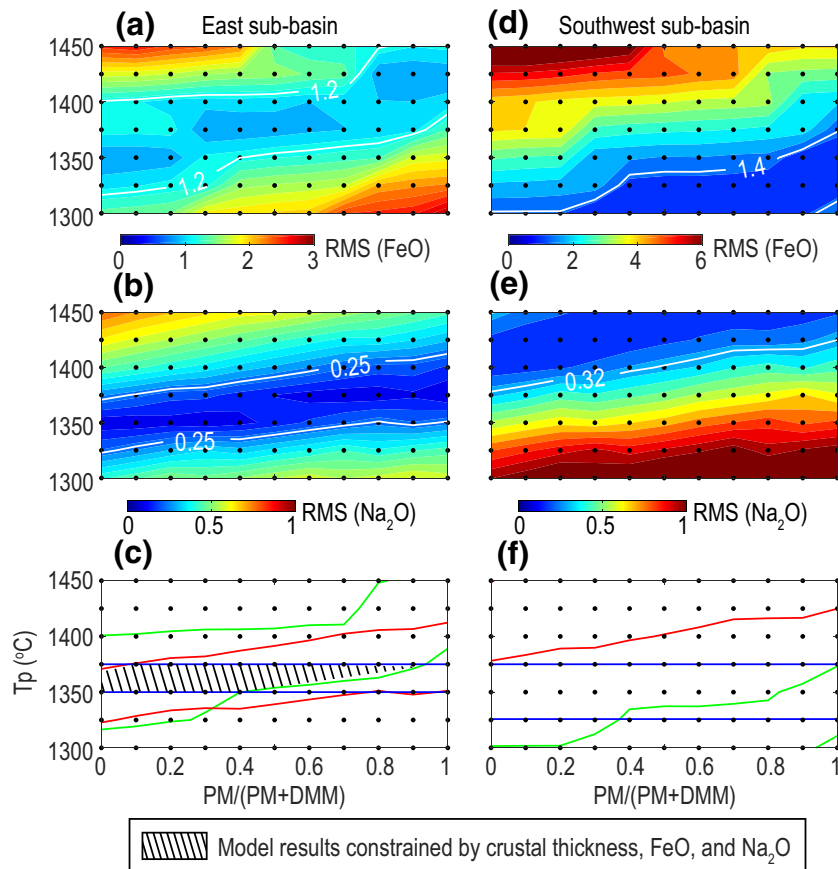 (a) East sub-basin
(d) Southwest sub-basin
1450
1400
1350
1300
1.2
1.2
1.4
0 1 2 3 RMS (FeO)
0 2 4 6 RMS (FeO)
(b)
(e)
1450
1400
1350
1300
0.25
0.25
0.32
0 0.5 1 RMS (Na₂O)
0 0.5 1 RMS (Na₂O)
(c)
(f)
1450
1400
1350
1300
Tp (°C)
0 0.2 0.4 0.6 0.8 1
0 0.2 0.4 0.6 0.8 1
PM/(PM+DMM)
PM/(PM+DMM)
Model results constrained by crustal thickness, FeO, and Na₂O